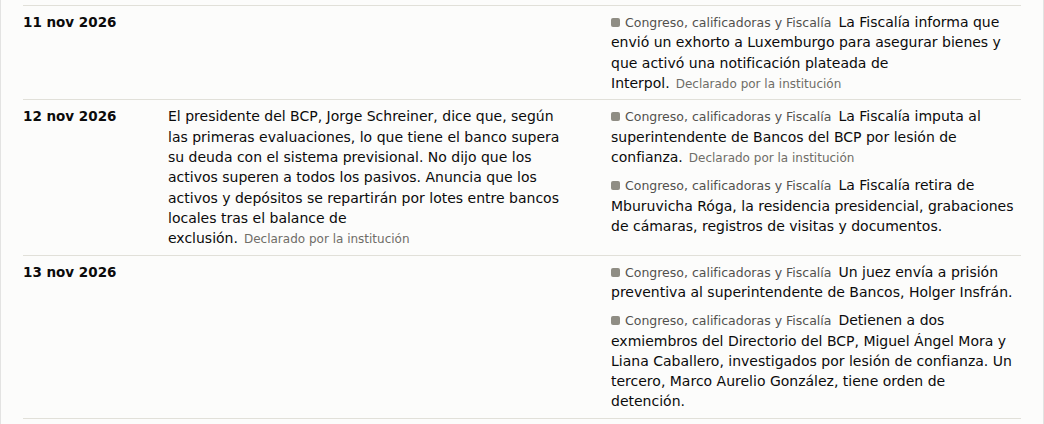 11 nov 2026
Congreso, calificadoras y Fiscalía La Fiscalía informa que
envió un exhorto a Luxemburgo para asegurar bienes y
que activó una notificación plateada de
Interpol. Declarado por la institución
12 nov 2026
El presidente del BCP, Jorge Schreiner, dice que, según
las primeras evaluaciones, lo que tiene el banco supera
su deuda con el sistema previsional. No dijo que los
activos superen a todos los pasivos. Anuncia que los
activos y depósitos se repartirán por lotes entre bancos
locales tras el balance de
exclusión. Declarado por la institución
Congreso, calificadoras y Fiscalía La Fiscalía imputa al
superintendente de Bancos del BCP por lesión de
confianza. Declarado por la institución
Congreso, calificadoras y Fiscalía La Fiscalía retira de
Mburuvicha Róga, la residencia presidencial, grabaciones
de cámaras, registros de visitas y documentos.
13 nov 2026
Congreso, calificadoras y Fiscalía Un juez envía a prisión
preventiva al superintendente de Bancos, Holger Insfrán.
Congreso, calificadoras y Fiscalía Detienen a dos
exmiembros del Directorio del BCP, Miguel Ángel Mora y
Liana Caballero, investigados por lesión de confianza. Un
tercero, Marco Aurelio González, tiene orden de
detención.